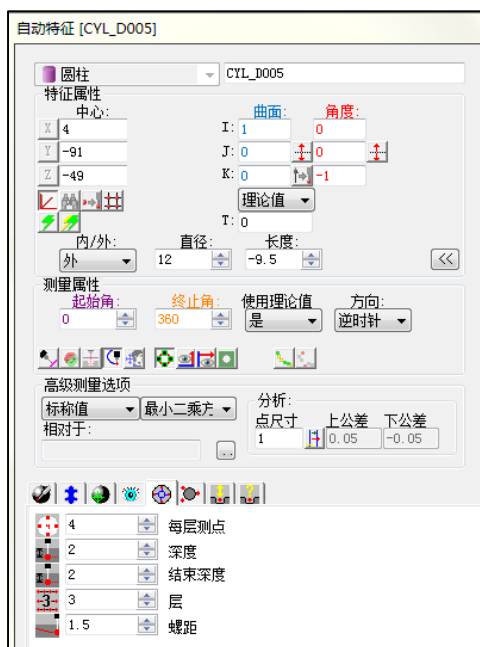 自动特征 [CYL_D005]
圆柱 CYL_D005
特征属性
中心: 曲面: 角度:
X 4 I: 1 0
Y -91 J: 0 0
Z -49 K: 0 -1
理论值
T: 0
内/外: 直径: 长度:
外 12 -9.5 <<
测量属性
起始角: 终止角: 使用理论值 方向:
0 360 是 逆时针
高级测量选项
标称值 最小二乘方
相对于:
..
分析:
点尺寸 上公差 下公差
1 0.05 -0.05
4 每层测点
2 深度
2 结束深度
-3- 3 层
1.5 螺距